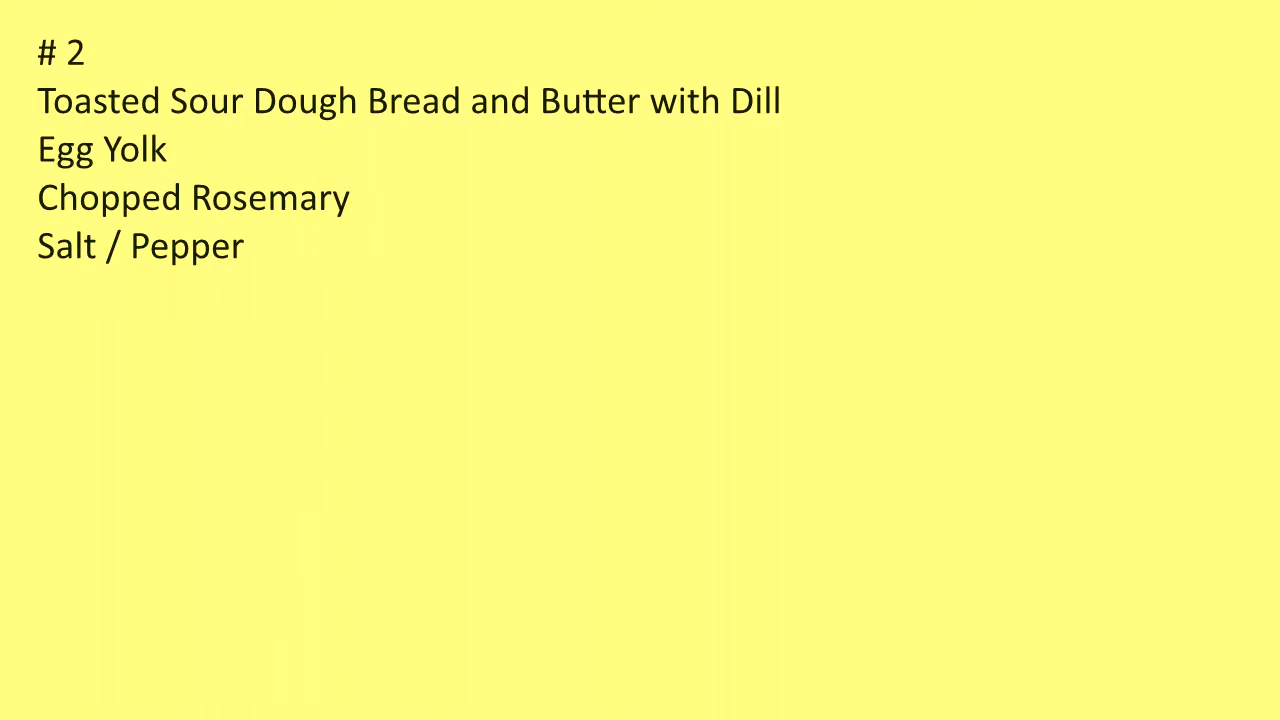 # 2
Toasted Sour Dough Bread and Butter with Dill
Egg Yolk
Chopped Rosemary
Salt / Pepper